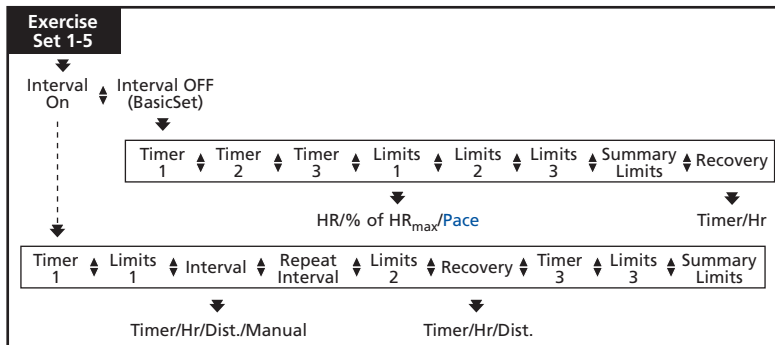 Exercise
Set 1-5
Interval Interval OFF
On (BasicSet)
Timer Timer Timer Limits Limits Limits Summary Recovery
1 2 3 1 2 3 Limits
HR/% of HRmax/Pace Timer/Hr
Timer Limits Interval Repeat Limits Recovery Timer Limits Summary
1 1 Interval 2 3 3 Limits
Timer/Hr/Dist./Manual Timer/Hr/Dist.